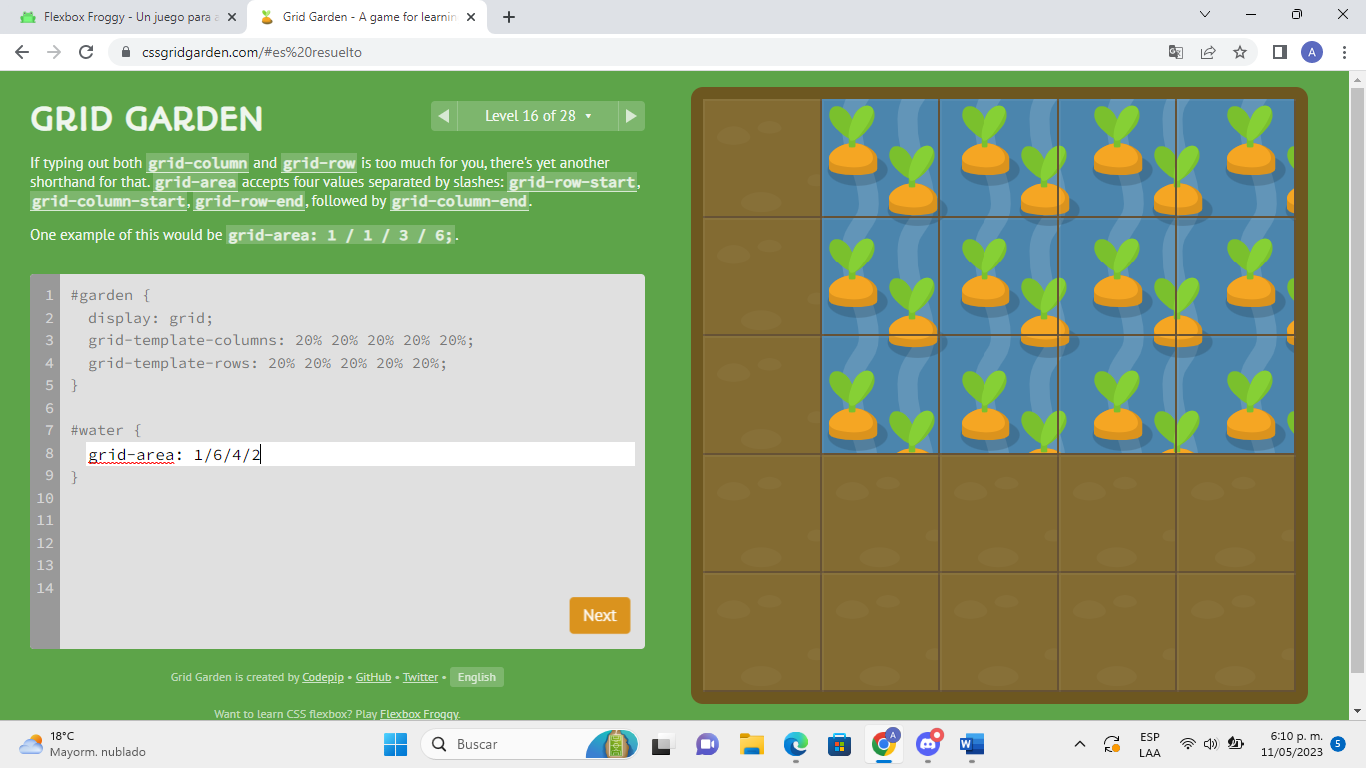 Flexbox Froggy - Un juego para a
Grid Garden - A game for learnin
cssgridgarden.com/#es%20resuelto
A
GRID GARDEN
Level 16 of 28
If typing out both grid-column and grid-row is too much for you, there's yet another
shorthand for that. grid-area accepts four values separated by slashes: grid-row-start,
grid-column-start, grid-row-end, followed by grid-column-end.
One example of this would be grid-area: 1 / 1 / 3 / 6;.
1 #garden {
2 display: grid;
3 grid-template-columns: 20% 20% 20% 20% 20%;
4 grid-template-rows: 20% 20% 20% 20% 20%;
5 }
6
7 #water {
8 grid-area: 1/6/4/2
9 }
10
11
12
13
14
Next
Grid Garden is created by Codepip • GitHub • Twitter • English
Want to learn CSS flexbox? Play Flexbox Froggy.
18°C
Mayorm. nublado
Buscar
A
W
ESP
LAA
6:10 p. m.
11/05/2023
5